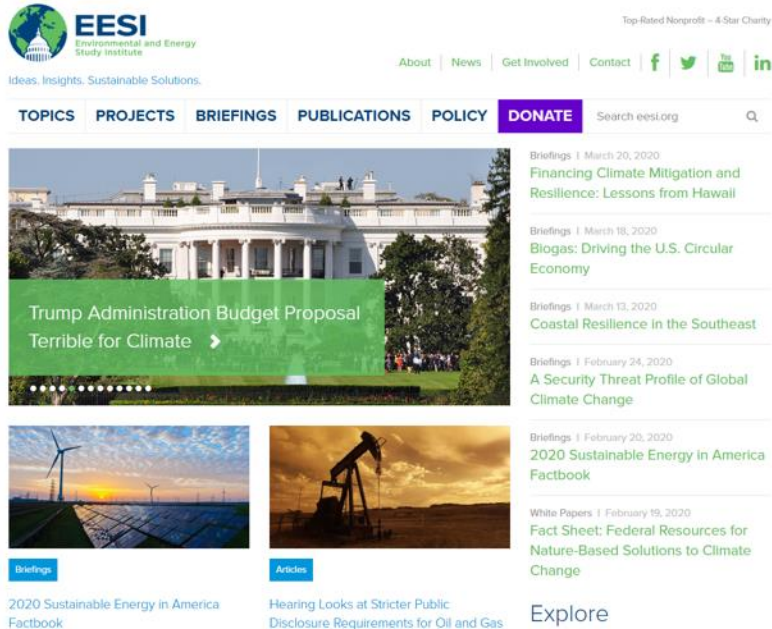 EESI
Environmental and Energy
Study Institute
Ideas. Insights. Sustainable Solutions.
Top-Rated Nonprofit – 4-Star Charity
About
News
Get Involved
Contact
f
You
Tube
in
TOPICS
PROJECTS
BRIEFINGS
PUBLICATIONS
POLICY
DONATE
Search eesi.org
Trump Administration Budget Proposal
Terrible for Climate
Briefings
2020 Sustainable Energy in America
Factbook
Articles
Hearing Looks at Stricter Public
Disclosure Requirements for Oil and Gas
Briefings | March 20, 2020
Financing Climate Mitigation and
Resilience: Lessons from Hawaii
Briefings | March 18, 2020
Biogas: Driving the U.S. Circular
Economy
Briefings | March 13, 2020
Coastal Resilience in the Southeast
Briefings | February 24, 2020
A Security Threat Profile of Global
Climate Change
Briefings | February 20, 2020
2020 Sustainable Energy in America
Factbook
White Papers | February 19, 2020
Fact Sheet: Federal Resources for
Nature-Based Solutions to Climate
Change
Explore